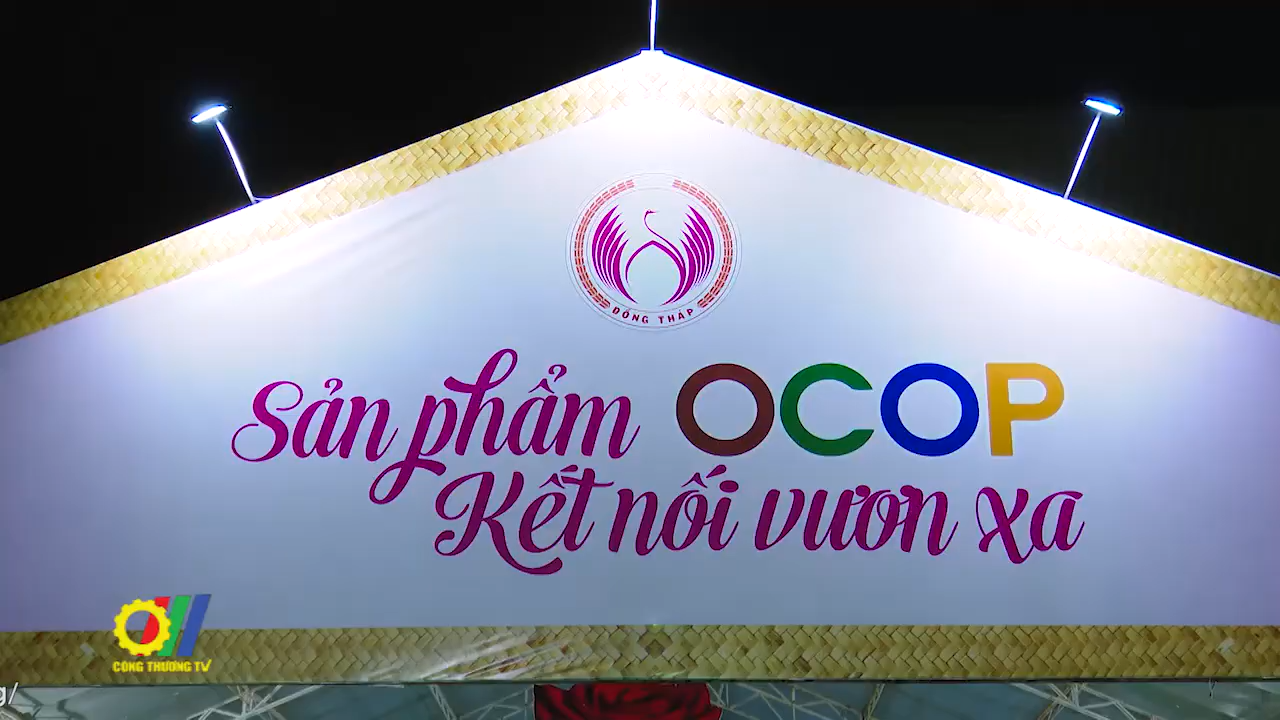 ĐỒNG THÁP
Sản phẩm OCOP
Kết nối vươn xa
CÔNG THƯƠNG TV
g/